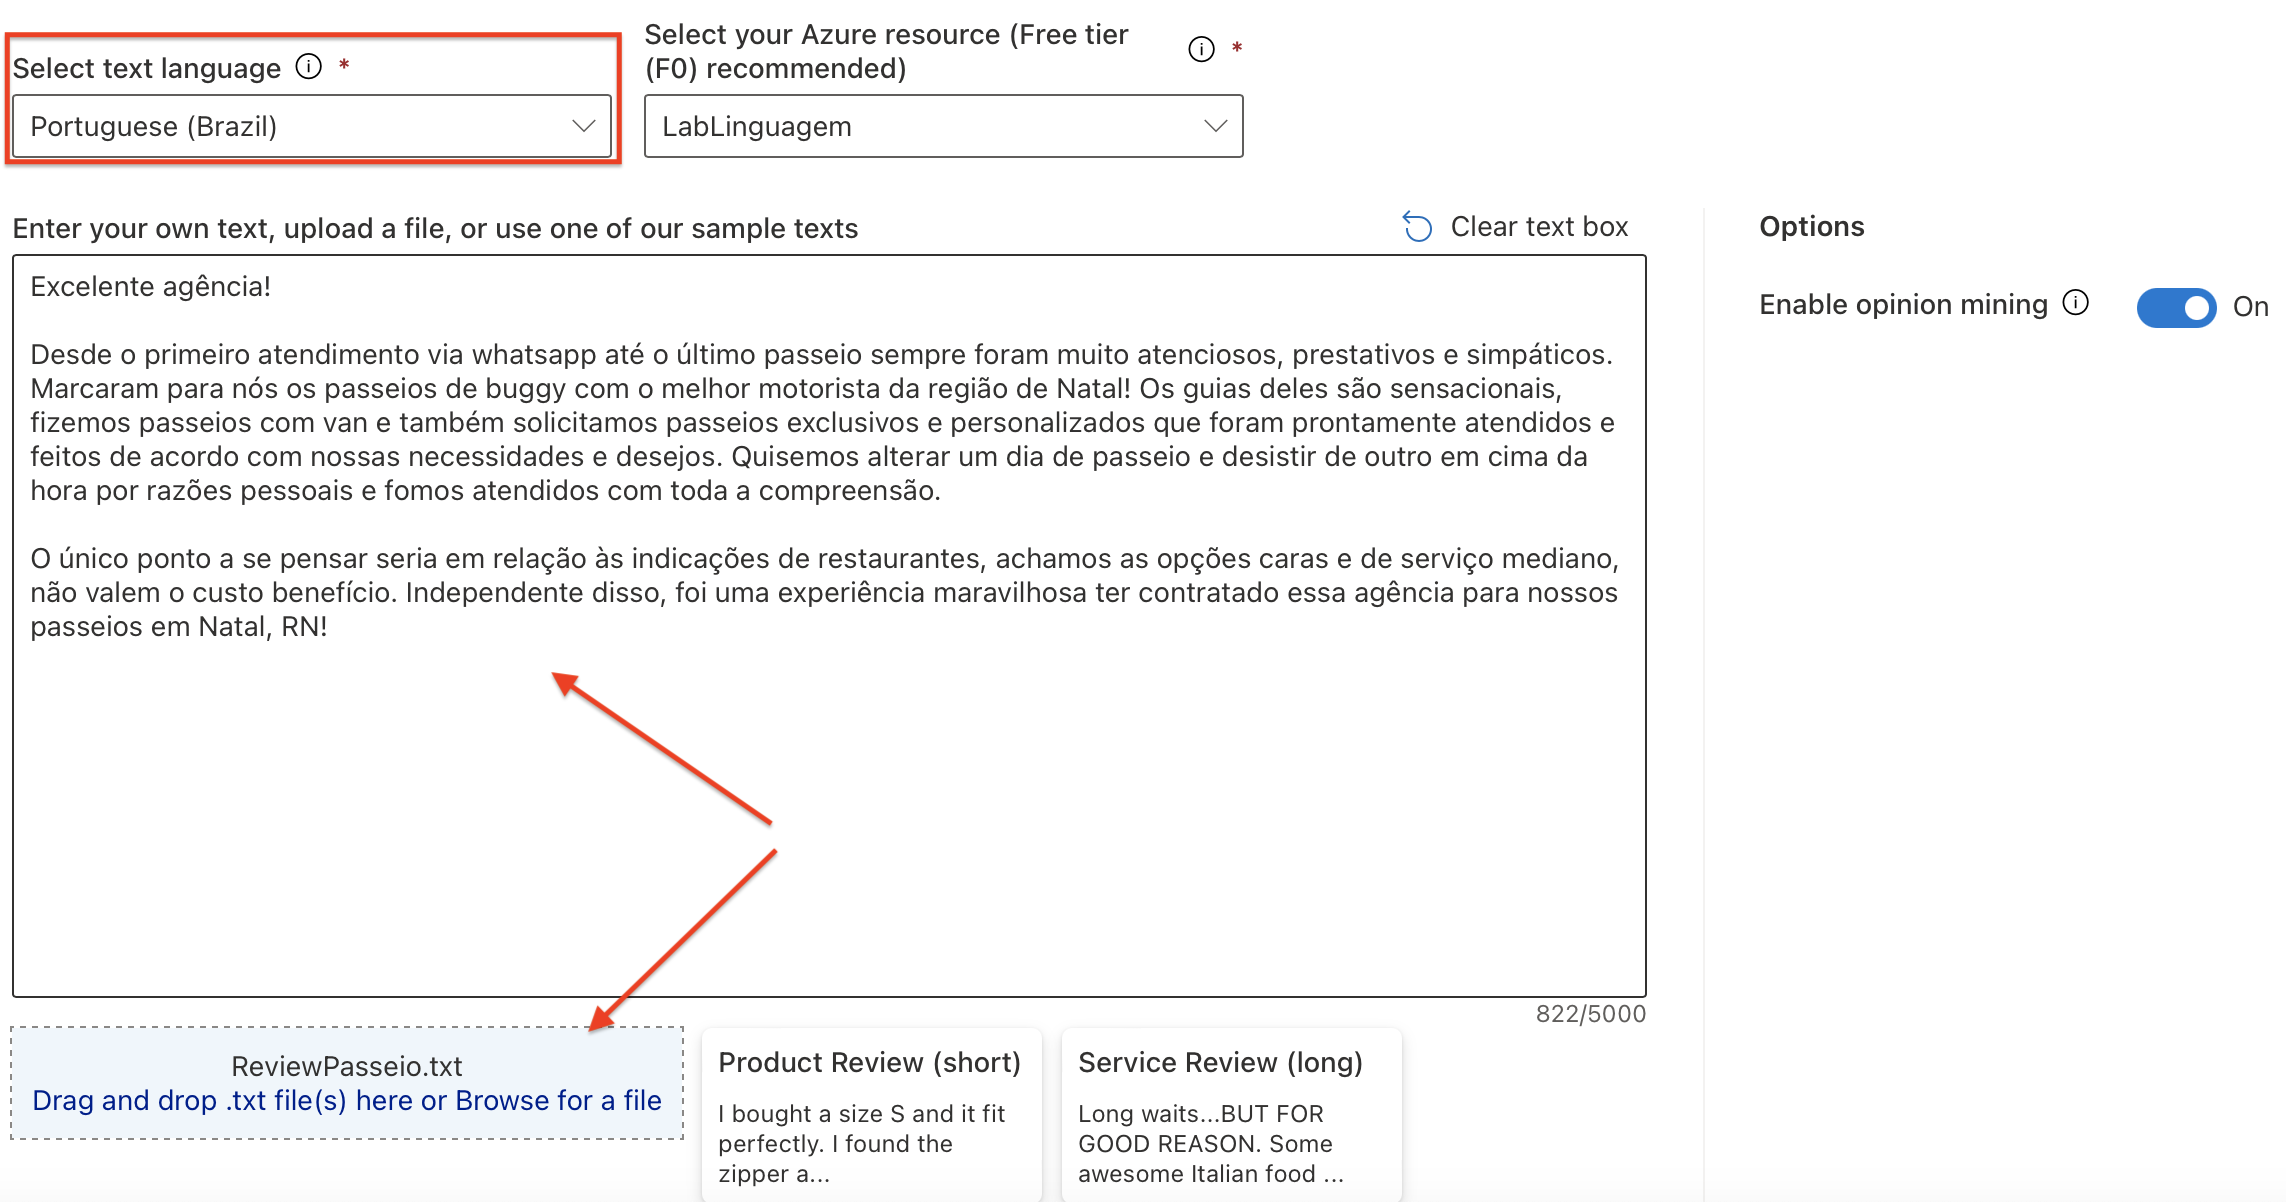 Select text language ⓘ *
Portuguese (Brazil)
Select your Azure resource (Free tier
(F0) recommended) ⓘ *
LabLinguagem
Enter your own text, upload a file, or use one of our sample texts
Clear text box
Excelente agência!
Desde o primeiro atendimento via whatsapp até o último passeio sempre foram muito atenciosos, prestativos e simpáticos.
Marcaram para nós os passeios de buggy com o melhor motorista da região de Natal! Os guias deles são sensacionais,
fizemos passeios com van e também solicitamos passeios exclusivos e personalizados que foram prontamente atendidos e
feitos de acordo com nossas necessidades e desejos. Quisemos alterar um dia de passeio e desistir de outro em cima da
hora por razões pessoais e fomos atendidos com toda a compreensão.
O único ponto a se pensar seria em relação às indicações de restaurantes, achamos as opções caras e de serviço mediano,
não valem o custo benefício. Independente disso, foi uma experiência maravilhosa ter contratado essa agência para nossos
passeios em Natal, RN!
822/5000
ReviewPasseio.txt
Drag and drop .txt file(s) here or Browse for a file
Product Review (short)
I bought a size S and it fit
perfectly. I found the
zipper a...
Service Review (long)
Long waits...BUT FOR
GOOD REASON. Some
awesome Italian food ...
Options
Enable opinion mining ⓘ
On